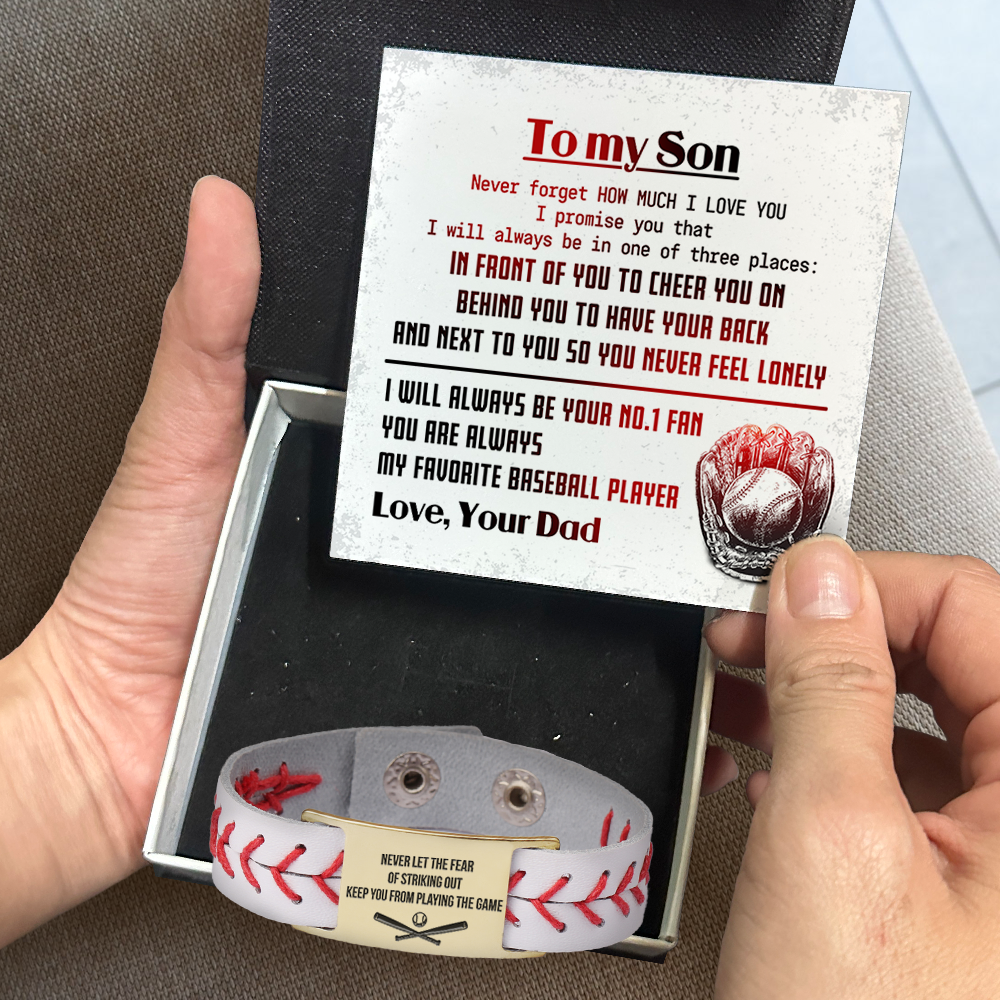 To my Son
Never forget HOW MUCH I LOVE YOU
I promise you that
I will always be in one of three places:
IN FRONT OF YOU TO CHEER YOU ON
BEHIND YOU TO HAVE YOUR BACK
AND NEXT TO YOU SO YOU NEVER FEEL LONELY
I WILL ALWAYS BE YOUR NO.1 FAN
YOU ARE ALWAYS
MY FAVORITE BASEBALL PLAYER
Love, Your Dad
NEVER LET THE FEAR
OF STRIKING OUT
KEEP YOU FROM PLAYING THE GAME